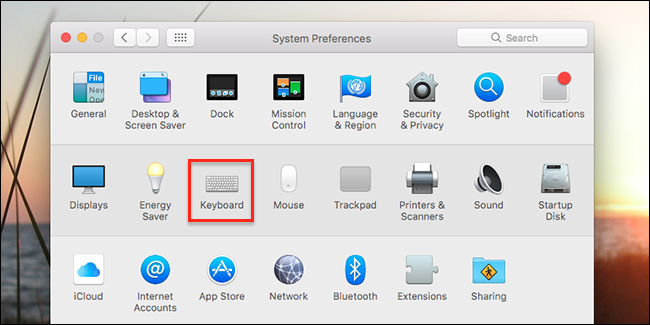 System Preferences
Search
File
New
Ope
General
Desktop &
Screen Saver
Dock
Mission
Control
Language
& Region
Security
& Privacy
Spotlight
Notifications
Displays
Energy
Saver
Keyboard
Mouse
Trackpad
Printers &
Scanners
Sound
Startup
Disk
iCloud
Internet
Accounts
App Store
Network
Bluetooth
Extensions
Sharing